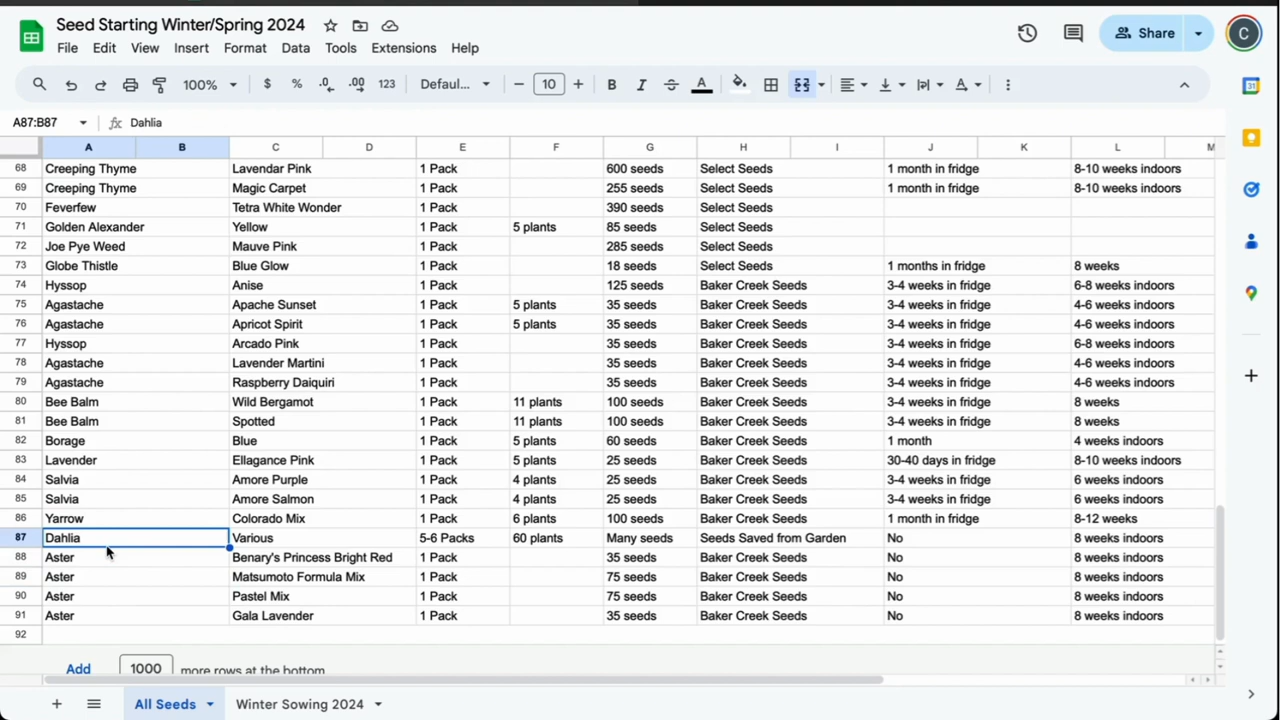 Seed Starting Winter/Spring 2024
File Edit View Insert Format Data Tools Extensions Help
Share
C
100% $ % .0 .00 123 Defaul... 10 B I A
A87:B87 fx Dahlia
A B C D E F G H I J K L M
68 Creeping Thyme Lavendar Pink 1 Pack 600 seeds Select Seeds 1 month in fridge 8-10 weeks indoors
69 Creeping Thyme Magic Carpet 1 Pack 255 seeds Select Seeds 1 month in fridge 8-10 weeks indoors
70 Feverfew Tetra White Wonder 1 Pack 390 seeds Select Seeds
71 Golden Alexander Yellow 1 Pack 5 plants 85 seeds Select Seeds
72 Joe Pye Weed Mauve Pink 1 Pack 285 seeds Select Seeds
73 Globe Thistle Blue Glow 1 Pack 18 seeds Select Seeds 1 months in fridge 8 weeks
74 Hyssop Anise 1 Pack 125 seeds Baker Creek Seeds 3-4 weeks in fridge 6-8 weeks indoors
75 Agastache Apache Sunset 1 Pack 5 plants 35 seeds Baker Creek Seeds 3-4 weeks in fridge 4-6 weeks indoors
76 Agastache Apricot Spirit 1 Pack 5 plants 35 seeds Baker Creek Seeds 3-4 weeks in fridge 4-6 weeks indoors
77 Hyssop Arcado Pink 1 Pack 35 seeds Baker Creek Seeds 3-4 weeks in fridge 6-8 weeks indoors
78 Agastache Lavender Martini 1 Pack 35 seeds Baker Creek Seeds 3-4 weeks in fridge 4-6 weeks indoors
79 Agastache Raspberry Daiquiri 1 Pack 35 seeds Baker Creek Seeds 3-4 weeks in fridge 4-6 weeks indoors
80 Bee Balm Wild Bergamot 1 Pack 11 plants 100 seeds Baker Creek Seeds 3-4 weeks in fridge 8 weeks
81 Bee Balm Spotted 1 Pack 11 plants 100 seeds Baker Creek Seeds 3-4 weeks in fridge 8 weeks
82 Borage Blue 1 Pack 5 plants 60 seeds Baker Creek Seeds 1 month 4 weeks indoors
83 Lavender Ellagance Pink 1 Pack 5 plants 25 seeds Baker Creek Seeds 30-40 days in fridge 8-10 weeks indoors
84 Salvia Amore Purple 1 Pack 4 plants 25 seeds Baker Creek Seeds 3-4 weeks in fridge 6 weeks indoors
85 Salvia Amore Salmon 1 Pack 4 plants 25 seeds Baker Creek Seeds 3-4 weeks in fridge 6 weeks indoors
86 Yarrow Colorado Mix 1 Pack 6 plants 100 seeds Baker Creek Seeds 1 month in fridge 8-12 weeks
87 Dahlia Various 5-6 Packs 60 plants Many seeds Seeds Saved from Garden No 8 weeks indoors
88 Aster Benary's Princess Bright Red 1 Pack 35 seeds Baker Creek Seeds No 8 weeks indoors
89 Aster Matsumoto Formula Mix 1 Pack 75 seeds Baker Creek Seeds No 8 weeks indoors
90 Aster Pastel Mix 1 Pack 75 seeds Baker Creek Seeds No 8 weeks indoors
91 Aster Gala Lavender 1 Pack 35 seeds Baker Creek Seeds No 8 weeks indoors
92
Add 1000 more rows at the bottom
All Seeds Winter Sowing 2024
31